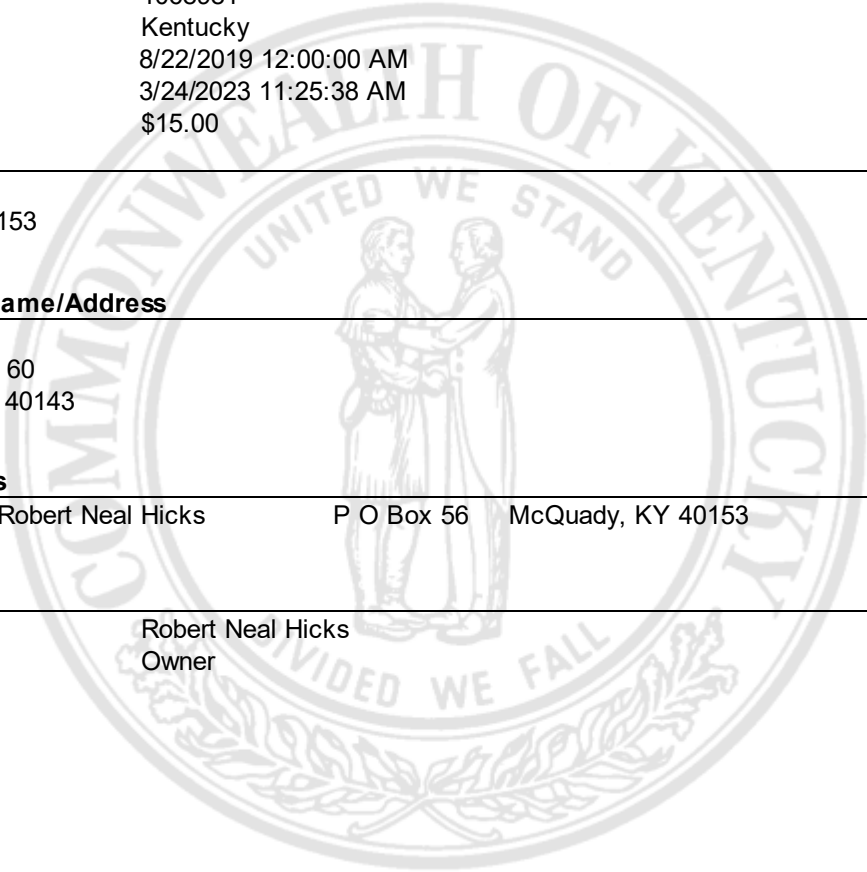 Kentucky
8/22/2019 12:00:00 AM
3/24/2023 11:25:38 AM
$15.00
153
ame/Address
60
40143
s
Robert Neal Hicks P O Box 56 McQuady, KY 40153
Robert Neal Hicks
Owner
COMMONWEALTH OF KENTUCKY
UNITED WE STAND
DIVIDED WE FALL